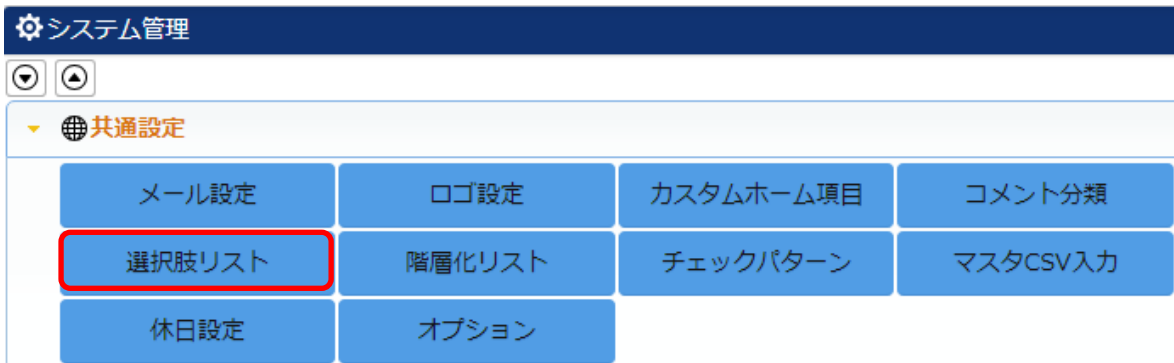 システム管理
共通設定
メール設定 ロゴ設定 カスタムホーム項目 コメント分類
選択肢リスト 階層化リスト チェックパターン マスタCSV入力
休日設定 オプション